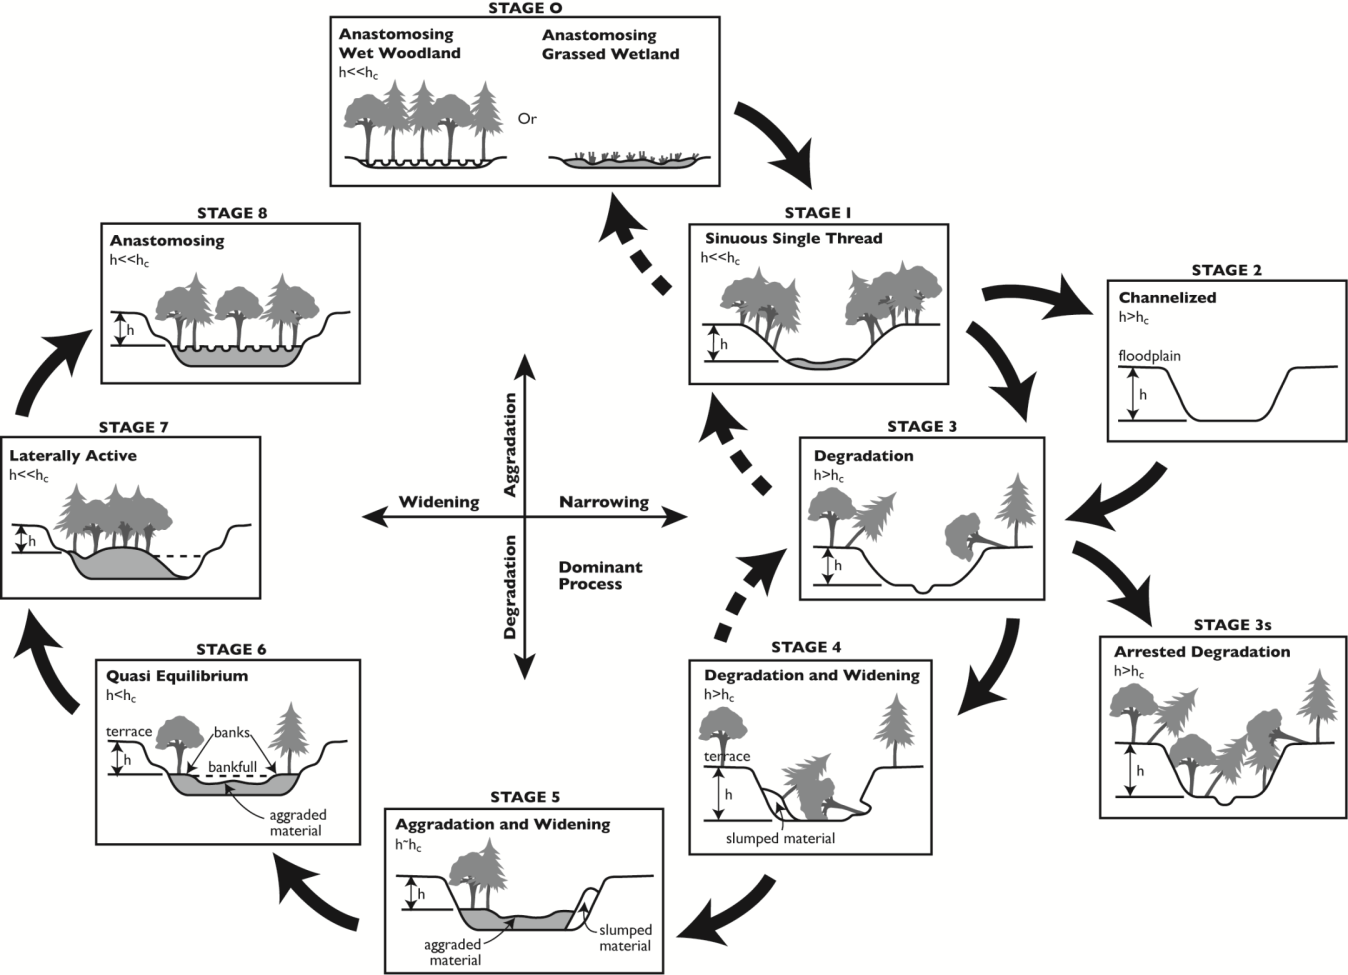 STAGE 0
Anastomosing
Wet Woodland
h<<hc
Or
Anastomosing
Grassed Wetland
STAGE 1
Sinuous Single Thread
h<<hc
h
STAGE 2
Channelized
h>hc
floodplain
h
STAGE 3
Degradation
h>hc
h
STAGE 3s
Arrested Degradation
h>hc
h
STAGE 4
Degradation and Widening
h>hc
terrace
h
slumped material
STAGE 5
Aggradation and Widening
h~hc
h
aggraded
material
slumped
material
STAGE 6
Quasi Equilibrium
h<hc
terrace
h
banks
bankfull
aggraded
material
STAGE 7
Laterally Active
h<<hc
h
STAGE 8
Anastomosing
h<<hc
h
Aggradation
Widening
Narrowing
Degradation
Dominant
Process